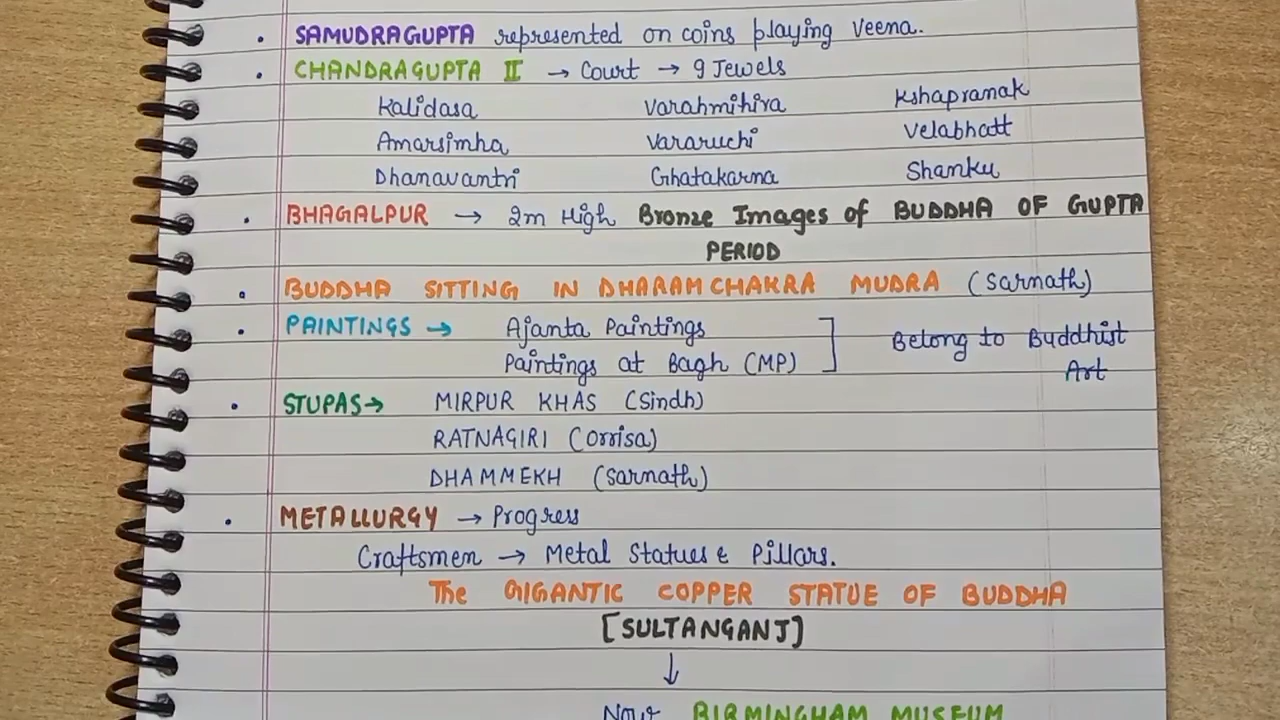 • SAMUDRAGUPTA represented on coins playing Veena.
• CHANDRAGUPTA II → Court → 9 Jewels
Kalidasa Varahmihira Kshapranak
Amarsimha Vararuchi Velabhatt
Dhanavantri Ghatakarna Shanku
• BHAGALPUR → 2m High Bronze Images of BUDDHA OF GUPTA
PERIOD
• BUDDHA SITTING IN DHARAMCHAKRA MUDRA (Sarnath)
• PAINTINGS → Ajanta Paintings
Paintings at Bagh (MP) ] Belong to Buddhist
Art
• STUPAS → MIRPUR KHAS (Sindh)
RATNAGIRI (Orrisa)
DHAMMEKH (Sarnath)
• METALLURGY → Progress
Craftsmen → Metal Statues & Pillars.
The GIGANTIC COPPER STATUE OF BUDDHA
[SULTANGANJ]
↓
Now BIRMINGHAM MUSEUM